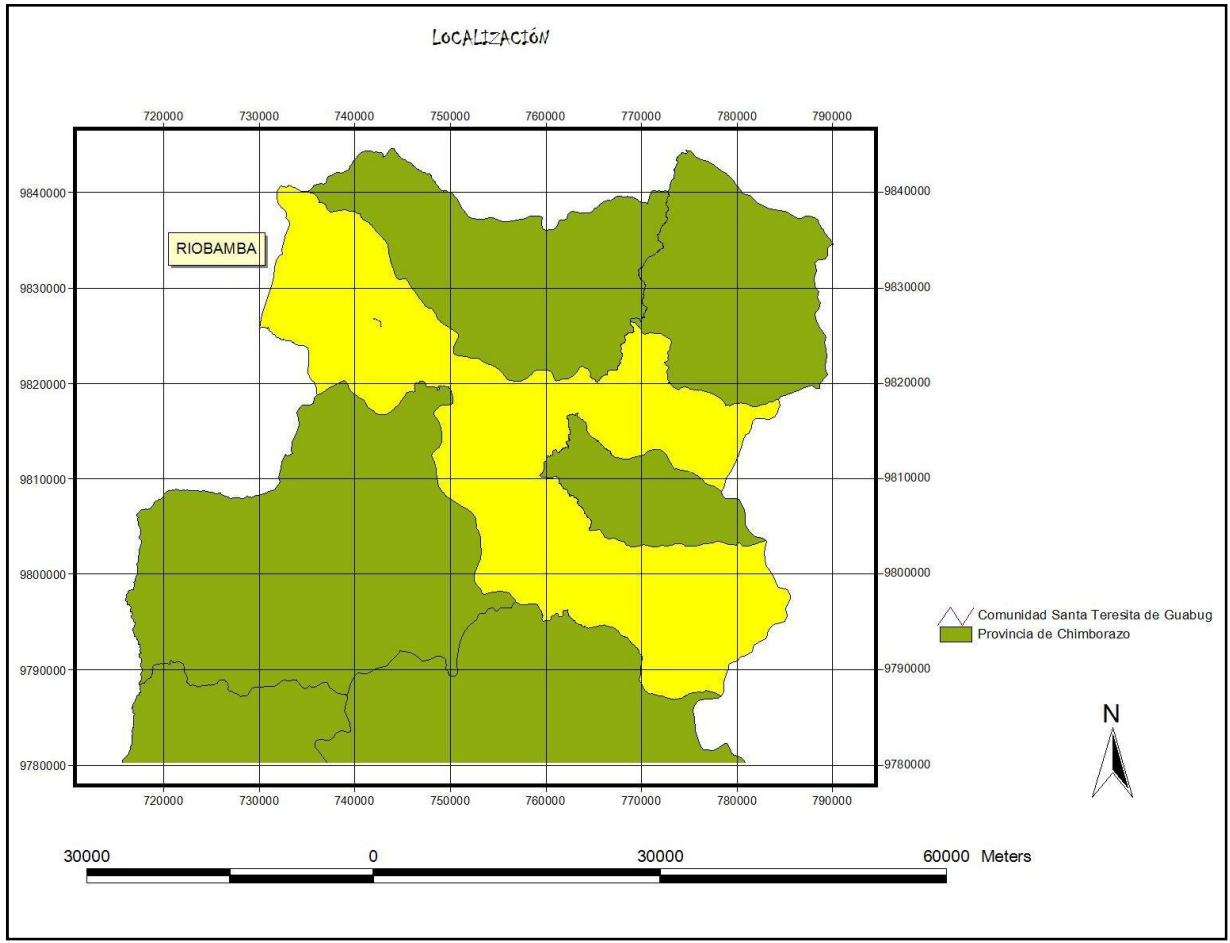 LOCALIZACIÓN
720000 730000 740000 750000 760000 770000 780000 790000
9840000 9840000
RIOBAMBA
9830000 9830000
9820000 9820000
9810000 9810000
9800000 9800000
Comunidad Santa Teresita de Guabug
Provincia de Chimborazo
9790000 9790000
N
9780000 9780000
720000 730000 740000 750000 760000 770000 780000 790000
30000 0 30000 60000 Meters